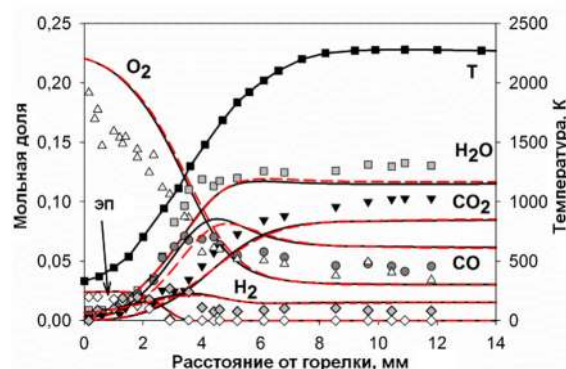 0,25
0,20
0,15
0,10
0,05
0,00
Мольная доля
2500
2000
1500
1000
500
0
Температура, К
O2
T
H2O
CO2
CO
H2
эп
0 2 4 6 8 10 12 14
Расстояние от горелки, мм